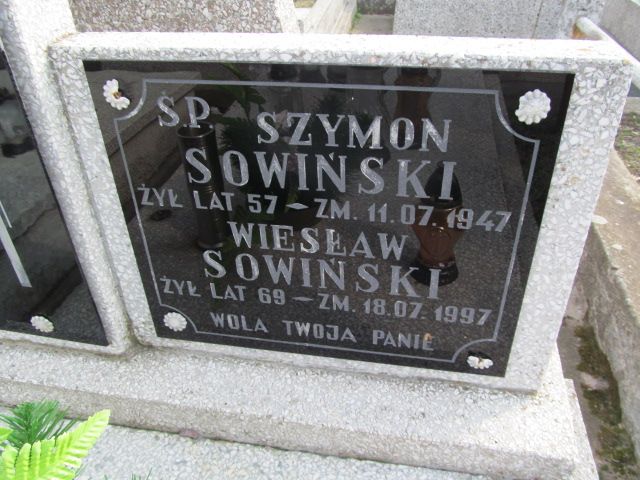 Ś.P. SZYMON
SOWIŃSKI
ŻYŁ LAT 57 – ZM. 11.07.1947
WIESŁAW
SOWIŃSKI
ŻYŁ LAT 69 – ZM. 18.07.1997
WOLA TWOJA PANIE